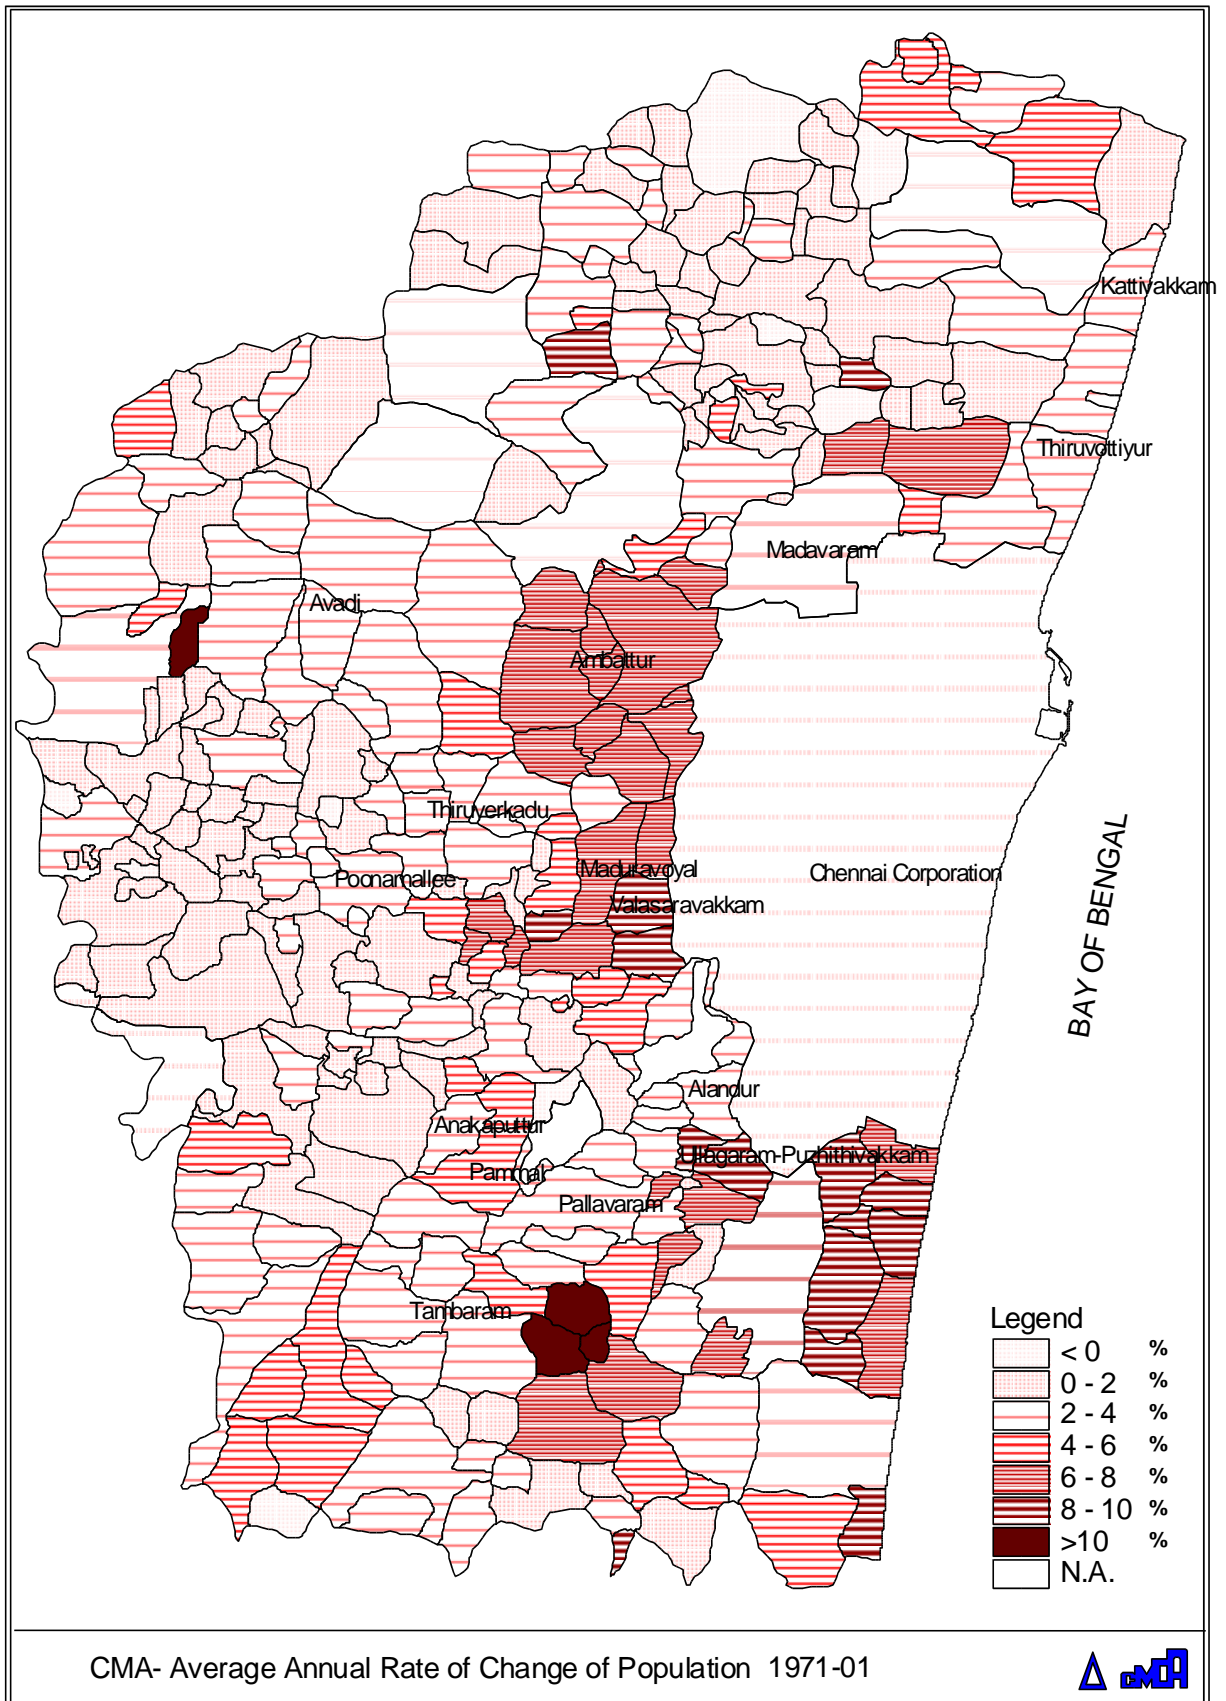 Kattivakkam
Thiruvottiyur
Madavaram
Avadi
Ambattur
Thiruverkadu
Maduravoyal
Poonamallee
Chennai Corporation
Valasaravakkam
BAY OF BENGAL
Alandur
Anakaputtur
Ullagaram-Puzhithivakkam
Pammal
Pallavaram
Tambaram
Legend
< 0 %
0 - 2 %
2 - 4 %
4 - 6 %
6 - 8 %
8 - 10 %
>10 %
N.A.
CMA- Average Annual Rate of Change of Population 1971-01
CMDA